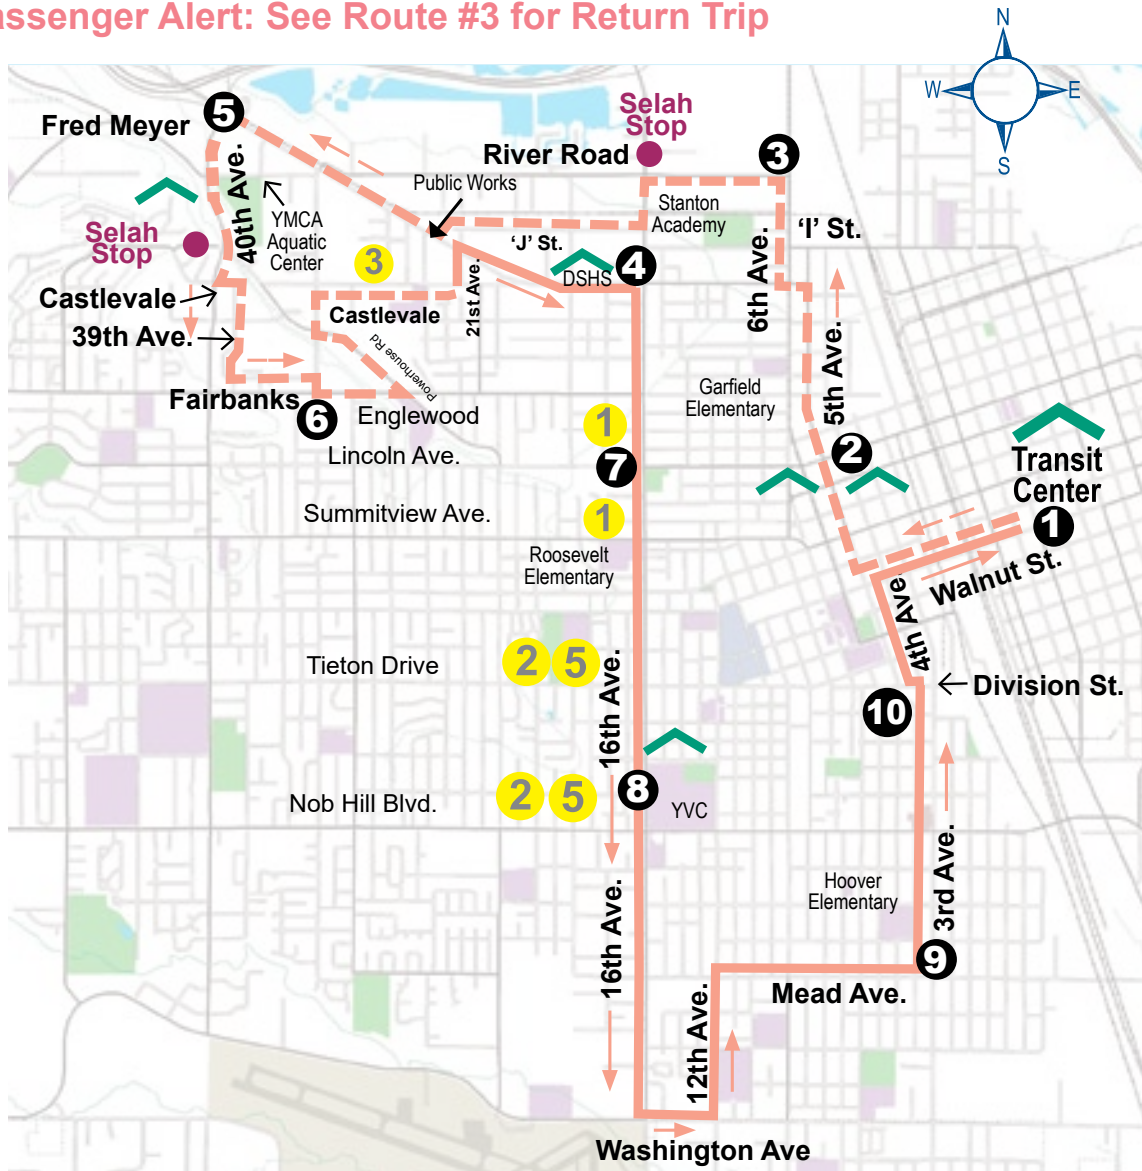 assenger Alert: See Route #3 for Return Trip
N
W
E
S
5
Fred Meyer
40th Ave.
YMCA
Aquatic
Center
Selah
Stop
Castlevale
39th Ave.
Fairbanks
6
Public Works
River Road
Selah
Stop
3
Stanton
Academy
'I' St.
'J' St.
DSHS
4
3
21st Ave.
Castlevale
Powerhouse Rd
6th Ave.
5th Ave.
Garfield
Elementary
Englewood
1
Lincoln Ave.
7
2
Transit
Center
1
Summitview Ave.
1
Roosevelt
Elementary
Walnut St.
4th Ave.
Tieton Drive
2
5
16th Ave.
Division St.
10
Nob Hill Blvd.
2
5
8
YVC
Hoover
Elementary
3rd Ave.
16th Ave.
9
Mead Ave.
12th Ave.
Washington Ave